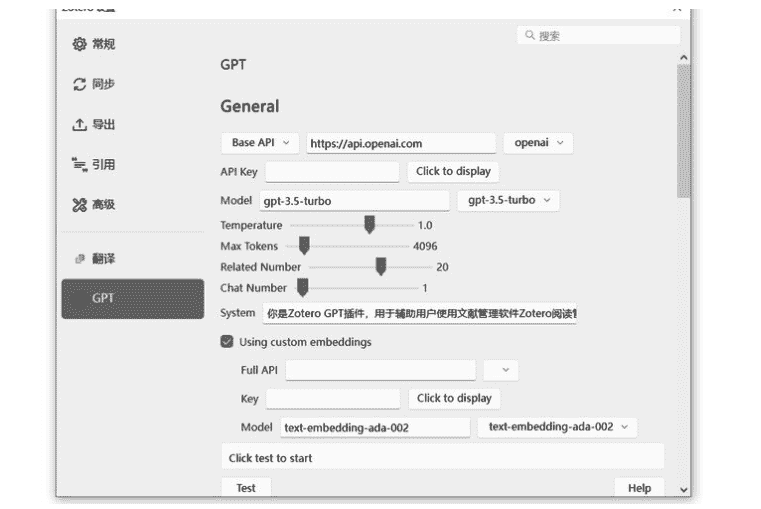 Zotero 设置
搜索
常规
同步
导出
引用
高级
翻译
GPT
GPT
General
Base API https://api.openai.com openai
API Key Click to display
Model gpt-3.5-turbo gpt-3.5-turbo
Temperature 1.0
Max Tokens 4096
Related Number 20
Chat Number 1
System 你是Zotero GPT插件，用于辅助用户使用文献管理软件Zotero阅读
Using custom embeddings
Full API
Key Click to display
Model text-embedding-ada-002 text-embedding-ada-002
Click test to start
Test Help